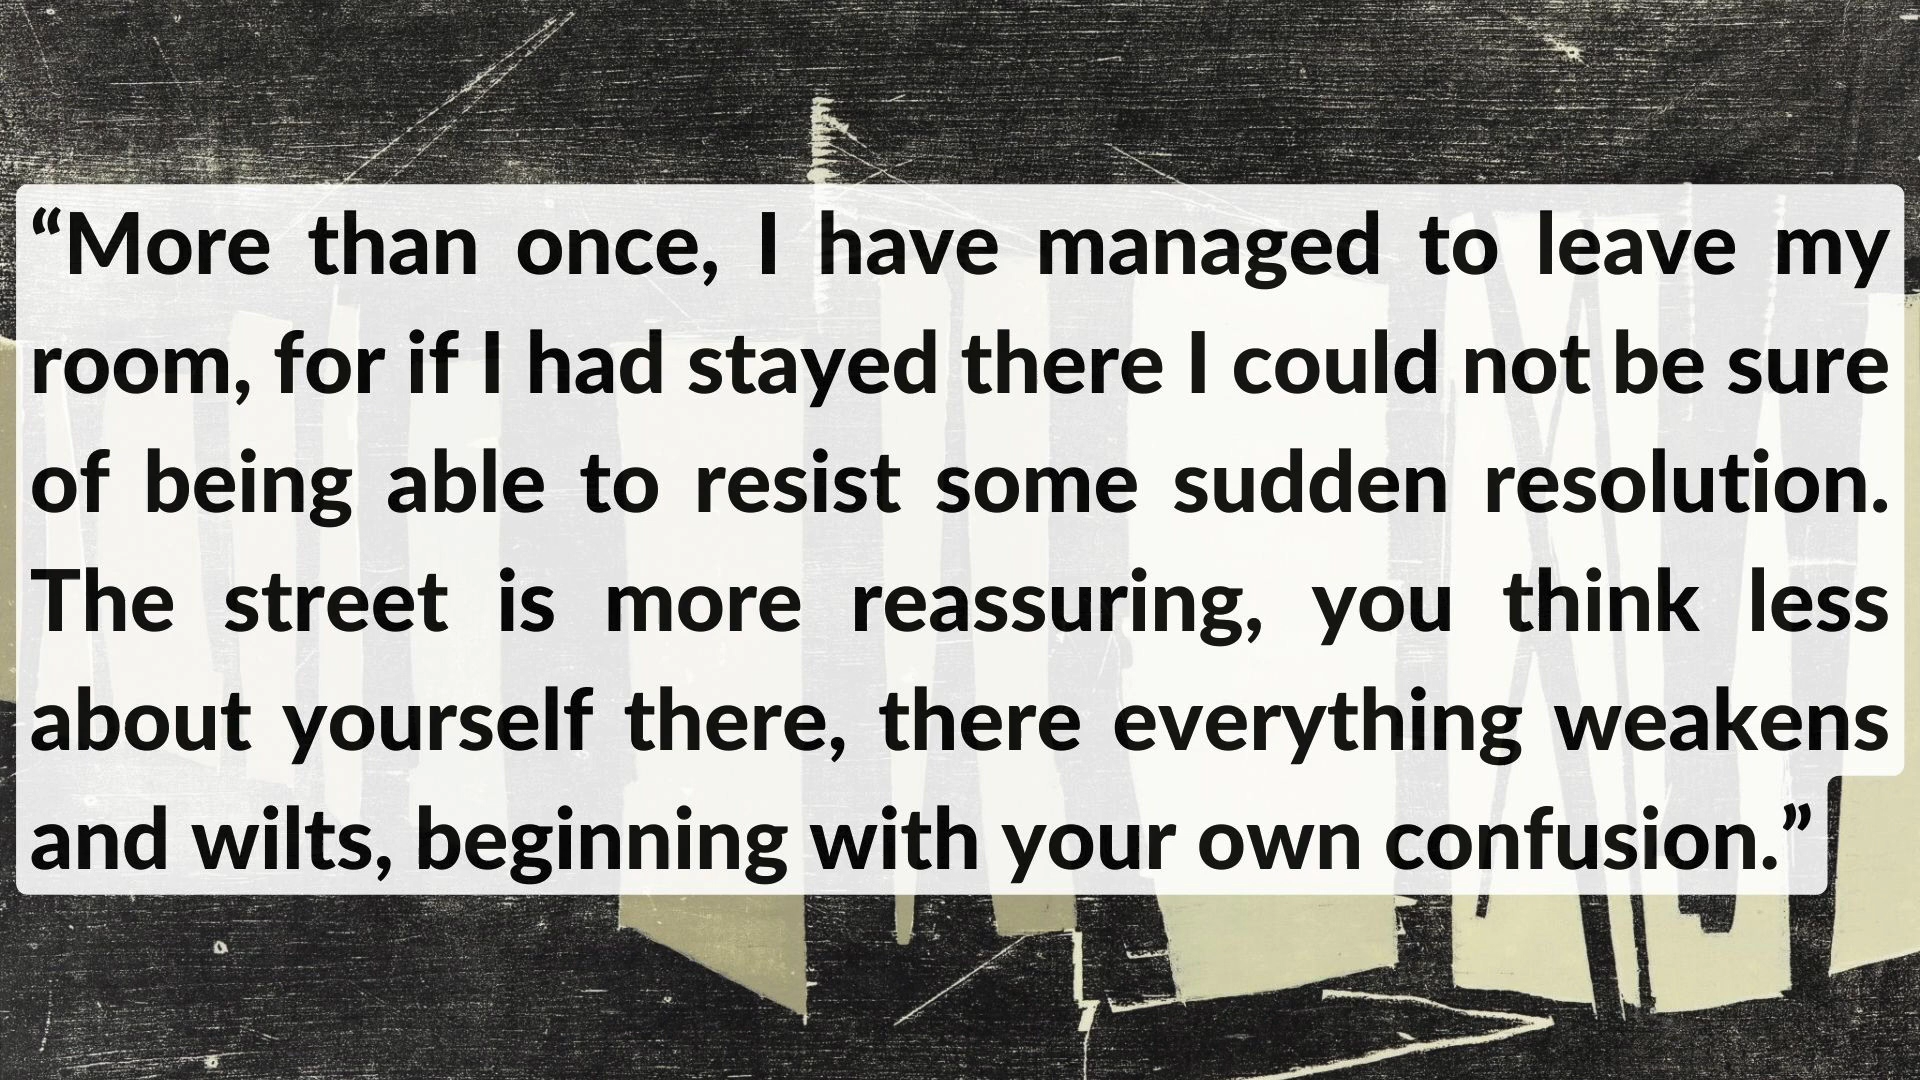 “More than once, I have managed to leave my
room, for if I had stayed there I could not be sure
of being able to resist some sudden resolution.
The street is more reassuring, you think less
about yourself there, there everything weakens
and wilts, beginning with your own confusion.”